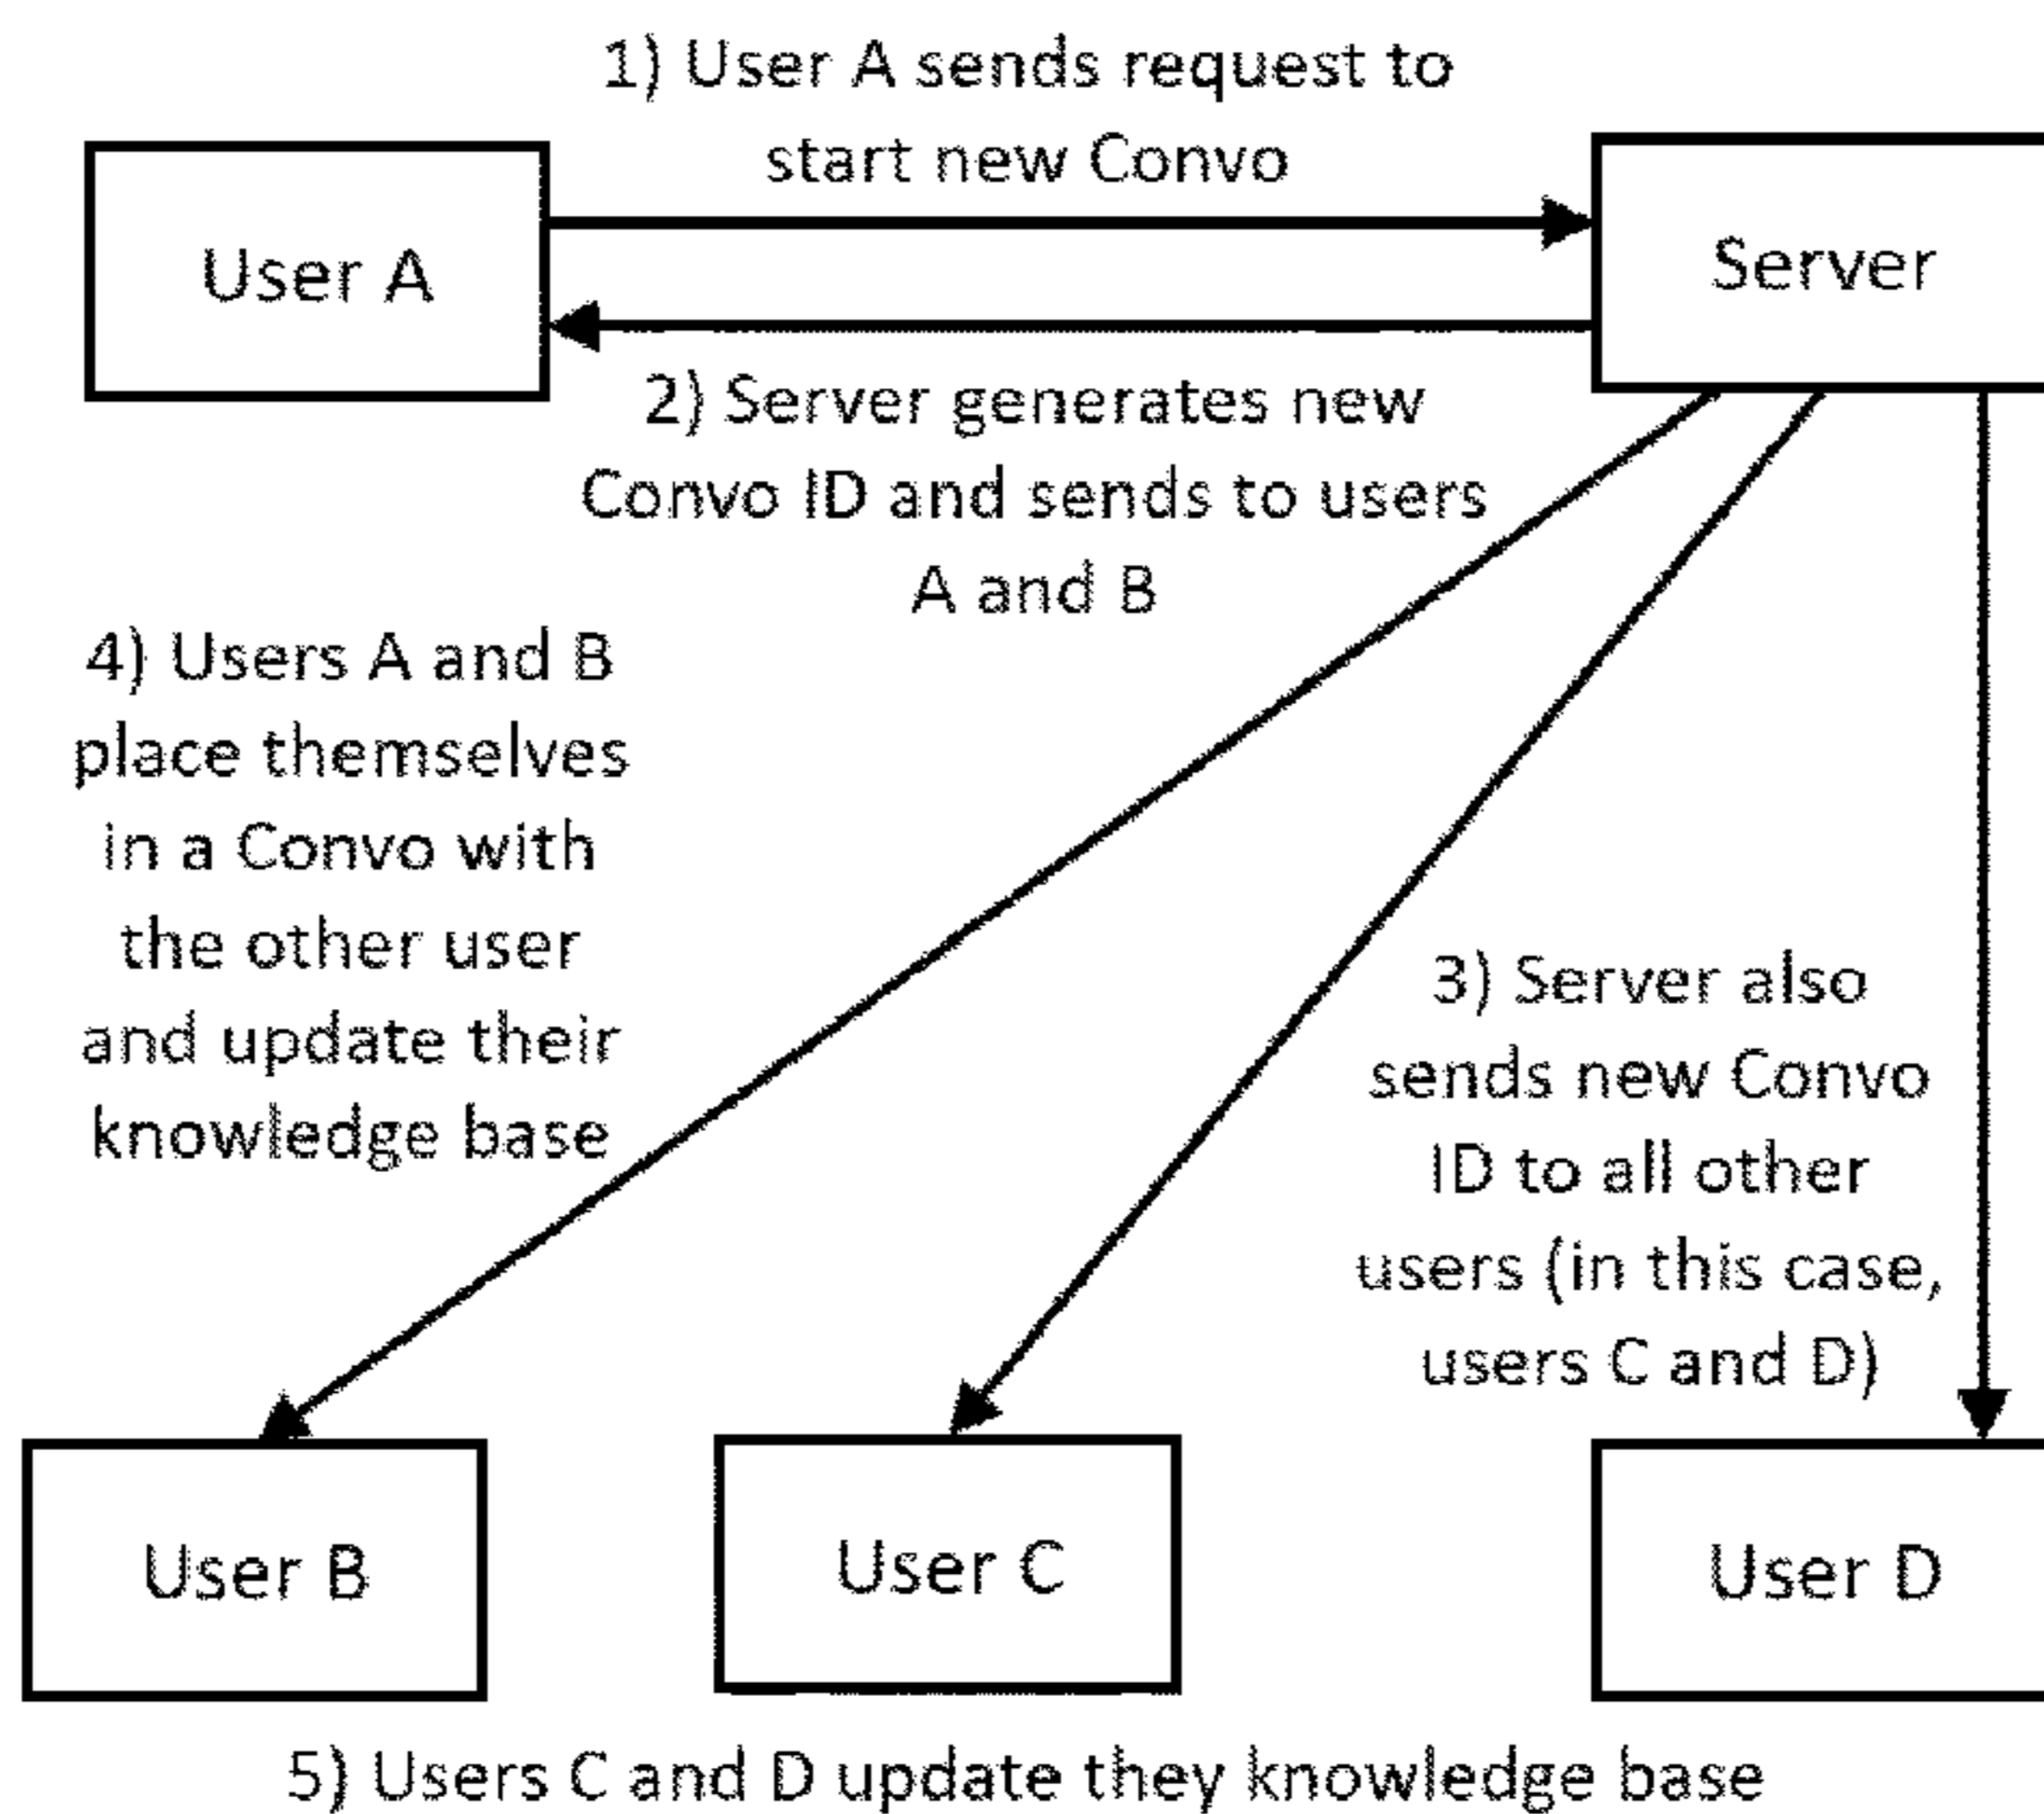 1) User A sends request to
start new Convo
User A
Server
2) Server generates new
Convo ID and sends to users
A and B
4) Users A and B
place themselves
in a Convo with
the other user
and update their
knowledge base
3) Server also
sends new Convo
ID to all other
users (in this case,
users C and D)
User B
User C
User D
5) Users C and D update they knowledge base